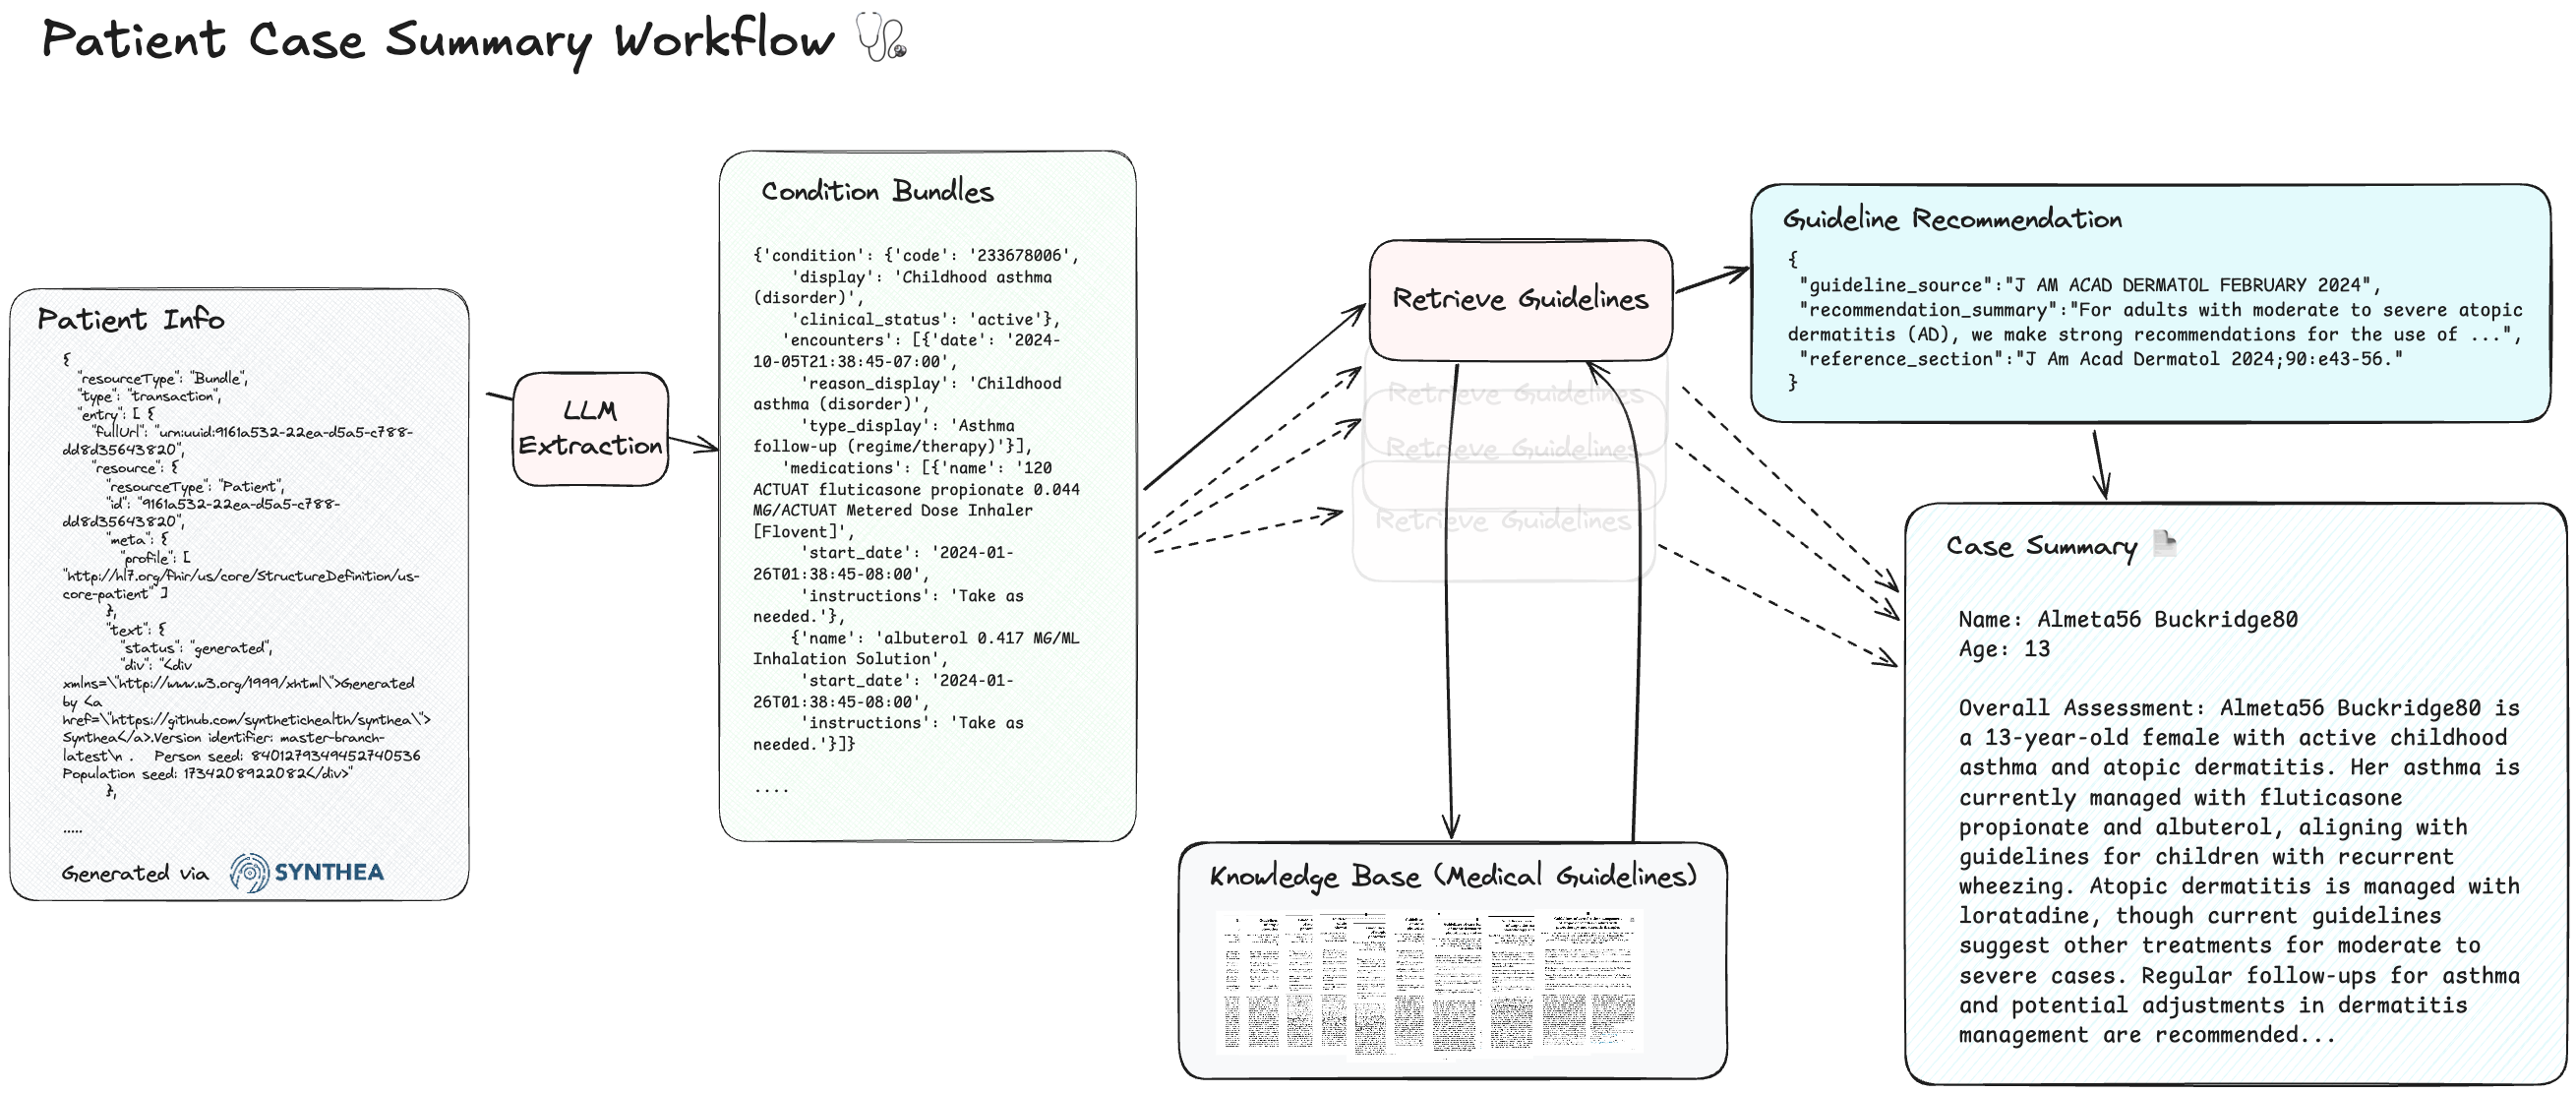 Patient Case Summary Workflow
Patient Info
{
"resourceType": "Bundle",
"type": "transaction",
"entry": [ {
"fullUrl": "urn:uuid:9161a532-22ea-d5a5-c788-
dd8d35643820",
"resource": {
"resourceType": "Patient",
"id": "9161a532-22ea-d5a5-c788-
dd8d35643820",
"meta": {
"profile": [
"http://hl7.org/fhir/us/core/StructureDefinition/us-
core-patient" ]
},
"text": {
"status": "generated",
"div": "<div
xmlns=\"http://www.w3.org/1999/xhtml\">Generated
by <a
href=\"https://github.com/synthetichealth/synthea\">
Synthea</a>.Version identifier: master-branch-
latest\n .   Person seed: 8401279349452740536
Population seed: 1734208922082</div>"
},
.....
Generated via SYNTHEA
LLM
Extraction
Condition Bundles
{'condition': {'code': '233678006',
'display': 'Childhood asthma
(disorder)',
'clinical_status': 'active'},
'encounters': [{'date': '2024-
10-05T21:38:45-07:00',
'reason_display': 'Childhood
asthma (disorder)',
'type_display': 'Asthma
follow-up (regime/therapy)'}],
'medications': [{'name': '120
ACTUAT fluticasone propionate 0.044
MG/ACTUAT Metered Dose Inhaler
[Flovent]',
'start_date': '2024-01-
26T01:38:45-08:00',
'instructions': 'Take as
needed.'},
{'name': 'albuterol 0.417 MG/ML
Inhalation Solution',
'start_date': '2024-01-
26T01:38:45-08:00',
'instructions': 'Take as
needed.'}]}
....
Retrieve Guidelines
Retrieve Guidelines
Retrieve Guidelines
Retrieve Guidelines
Knowledge Base (Medical Guidelines)
Guideline Recommendation
{
"guideline_source":"J AM ACAD DERMATOL FEBRUARY 2024",
"recommendation_summary":"For adults with moderate to severe atopic
dermatitis (AD), we make strong recommendations for the use of ...",
"reference_section":"J Am Acad Dermatol 2024;90:e43-56."
}
Case Summary
Name: Almeta56 Buckridge80
Age: 13
Overall Assessment: Almeta56 Buckridge80 is
a 13-year-old female with active childhood
asthma and atopic dermatitis. Her asthma is
currently managed with fluticasone
propionate and albuterol, aligning with
guidelines for children with recurrent
wheezing. Atopic dermatitis is managed with
loratadine, though current guidelines
suggest other treatments for moderate to
severe cases. Regular follow-ups for asthma
and potential adjustments in dermatitis
management are recommended...